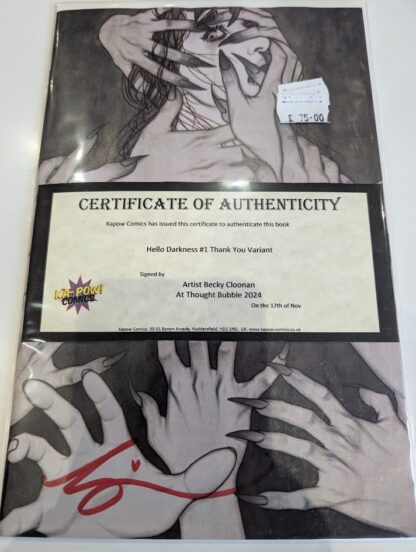 £ 75.00
CERTIFICATE OF AUTHENTICITY
Kapow Comics has issued this certificate to authenticate this book
Hello Darkness #1 Thank You Variant
Signed by
Artist Becky Cloonan
At Thought Bubble 2024
On the 17th of Nov
KA-POW!
COMICS
Kapow Comics, 30-31 Byram Arcade, Huddersfield, HD1 1ND, UK, www.kapow-comics.co.uk